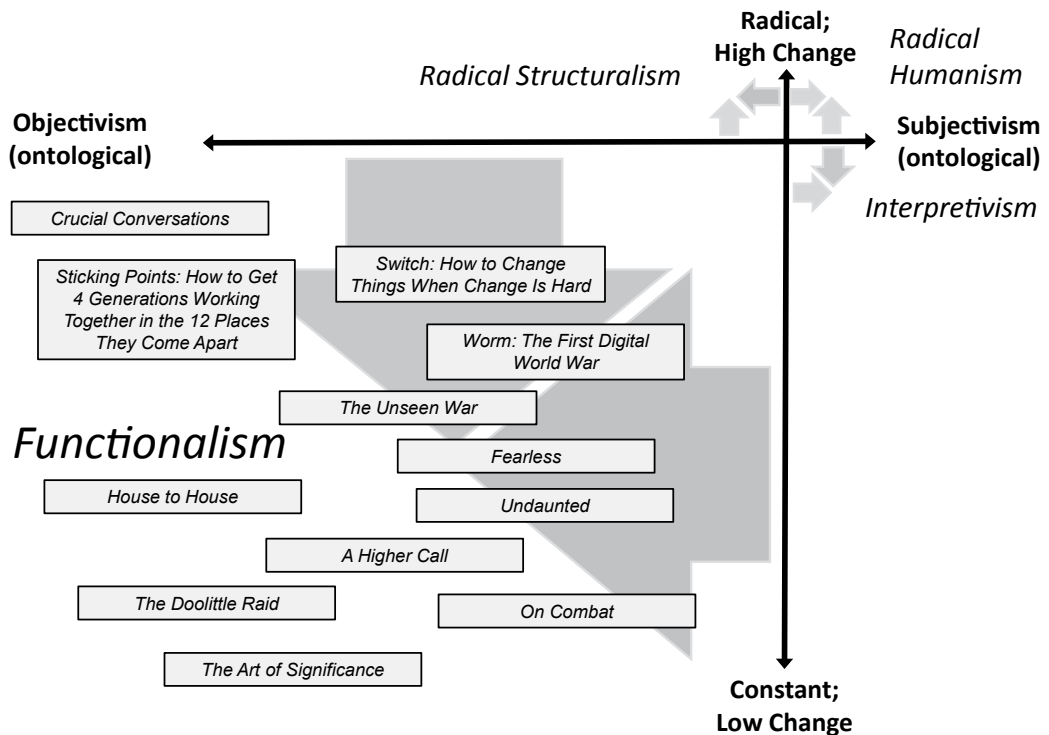 Radical;
High Change
Radical
Humanism
Radical Structuralism
Objectivism
(ontological)
Subjectivism
(ontological)
Interpretivism
Crucial Conversations
Sticking Points: How to Get
4 Generations Working
Together in the 12 Places
They Come Apart
Switch: How to Change
Things When Change Is Hard
Worm: The First Digital
World War
The Unseen War
Functionalism
Fearless
House to House
Undaunted
A Higher Call
The Doolittle Raid
On Combat
The Art of Significance
Constant;
Low Change